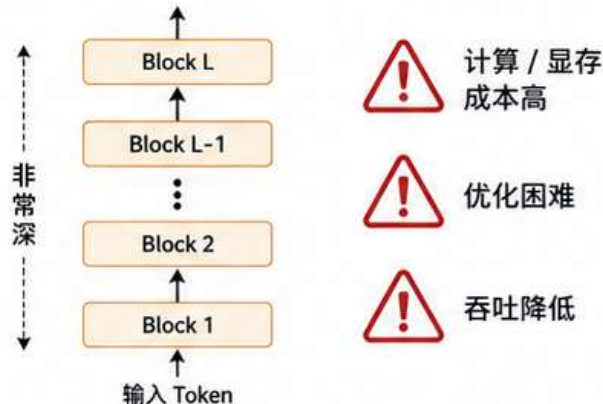 Block L
Block L-1
Block 2
Block 1
输入 Token
非常深
计算 / 显存
成本高
优化困难
吞吐降低